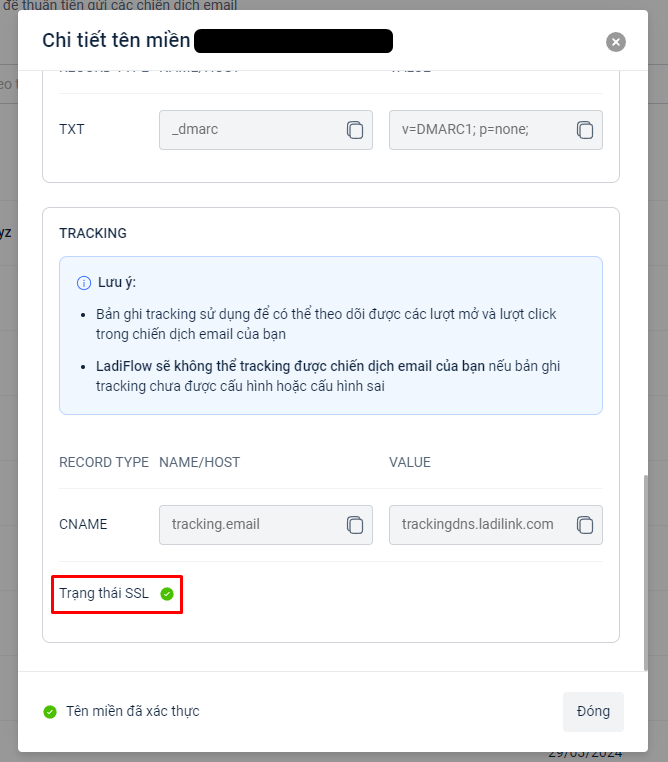 để thuận tiện gửi các chiến dịch email
Chi tiết tên miền
RECORD TYPE NAME/HOST VALUE
TXT _dmarc v=DMARC1; p=none;
TRACKING
yz
Lưu ý:
Bản ghi tracking sử dụng để có thể theo dõi được các lượt mở và lượt click
trong chiến dịch email của bạn
LadiFlow sẽ không thể tracking được chiến dịch email của bạn nếu bản ghi
tracking chưa được cấu hình hoặc cấu hình sai
RECORD TYPE NAME/HOST VALUE
CNAME tracking.email trackingdns.ladilink.com
Trạng thái SSL
Tên miền đã xác thực Đóng
29/03/2024